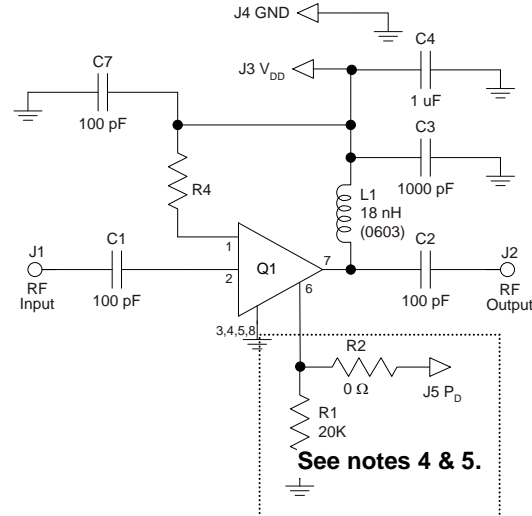 J4 GND
C4
J3 V_DD
1 uF
C7
100 pF
C3
1000 pF
R4
L1
18 nH
(0603)
J1
RF
Input
C1
100 pF
1
2
Q1
7
6
3,4,5,8
C2
100 pF
J2
RF
Output
R2
0 Ω
J5 P_D
R1
20K
See notes 4 & 5.